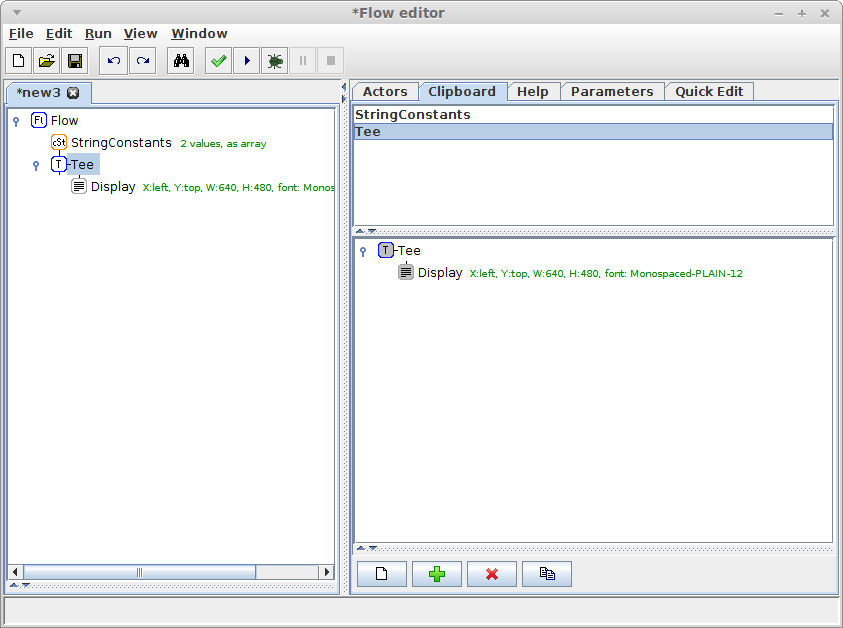 *Flow editor
File Edit Run View Window
*new3
Flow
cSt StringConstants 2 values, as array
T Tee
Display X:left, Y:top, W:640, H:480, font: Monos
Actors Clipboard Help Parameters Quick Edit
StringConstants
Tee
T Tee
Display X:left, Y:top, W:640, H:480, font: Monospaced-PLAIN-12